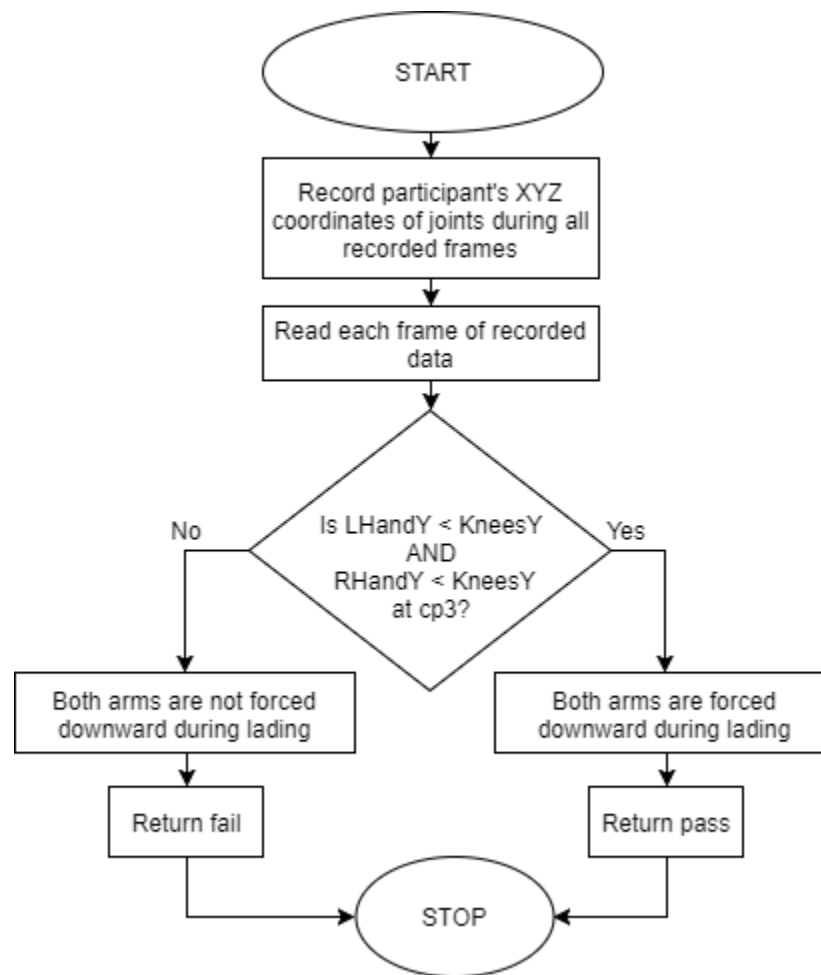 START
Record participant's XYZ
coordinates of joints during all
recorded frames
Read each frame of recorded
data
Is LHandY < KneesY
AND
RHandY < KneesY
at cp3?
No
Yes
Both arms are not forced
downward during lading
Both arms are forced
downward during lading
Return fail
Return pass
STOP